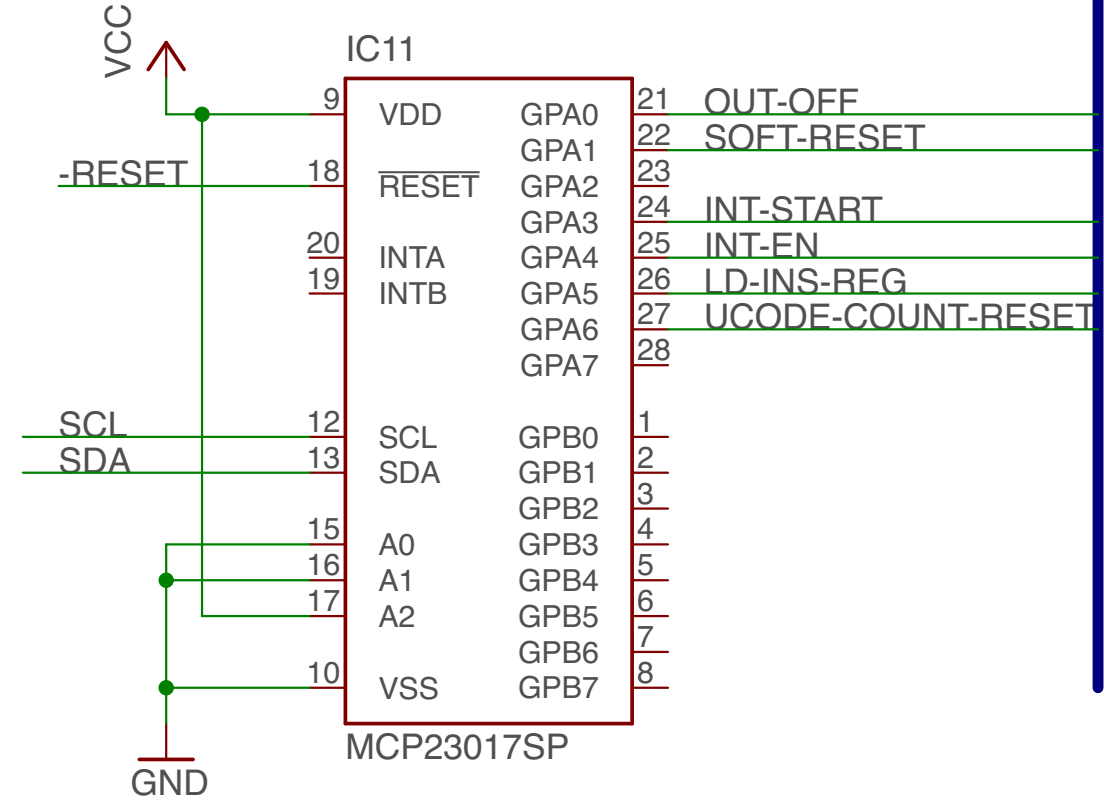 VCC
IC11
9 VDD GPA0 21 OUT-OFF
GPA1 22 SOFT-RESET
-RESET 18 RESET GPA2 23
GPA3 24 INT-START
20 INTA GPA4 25 INT-EN
19 INTB GPA5 26 LD-INS-REG
GPA6 27 UCODE-COUNT-RESET
GPA7 28
SCL 12 SCL GPB0 1
SDA 13 SDA GPB1 2
GPB2 3
15 A0 GPB3 4
16 A1 GPB4 5
17 A2 GPB5 6
GPB6 7
10 VSS GPB7 8
MCP23017SP
GND